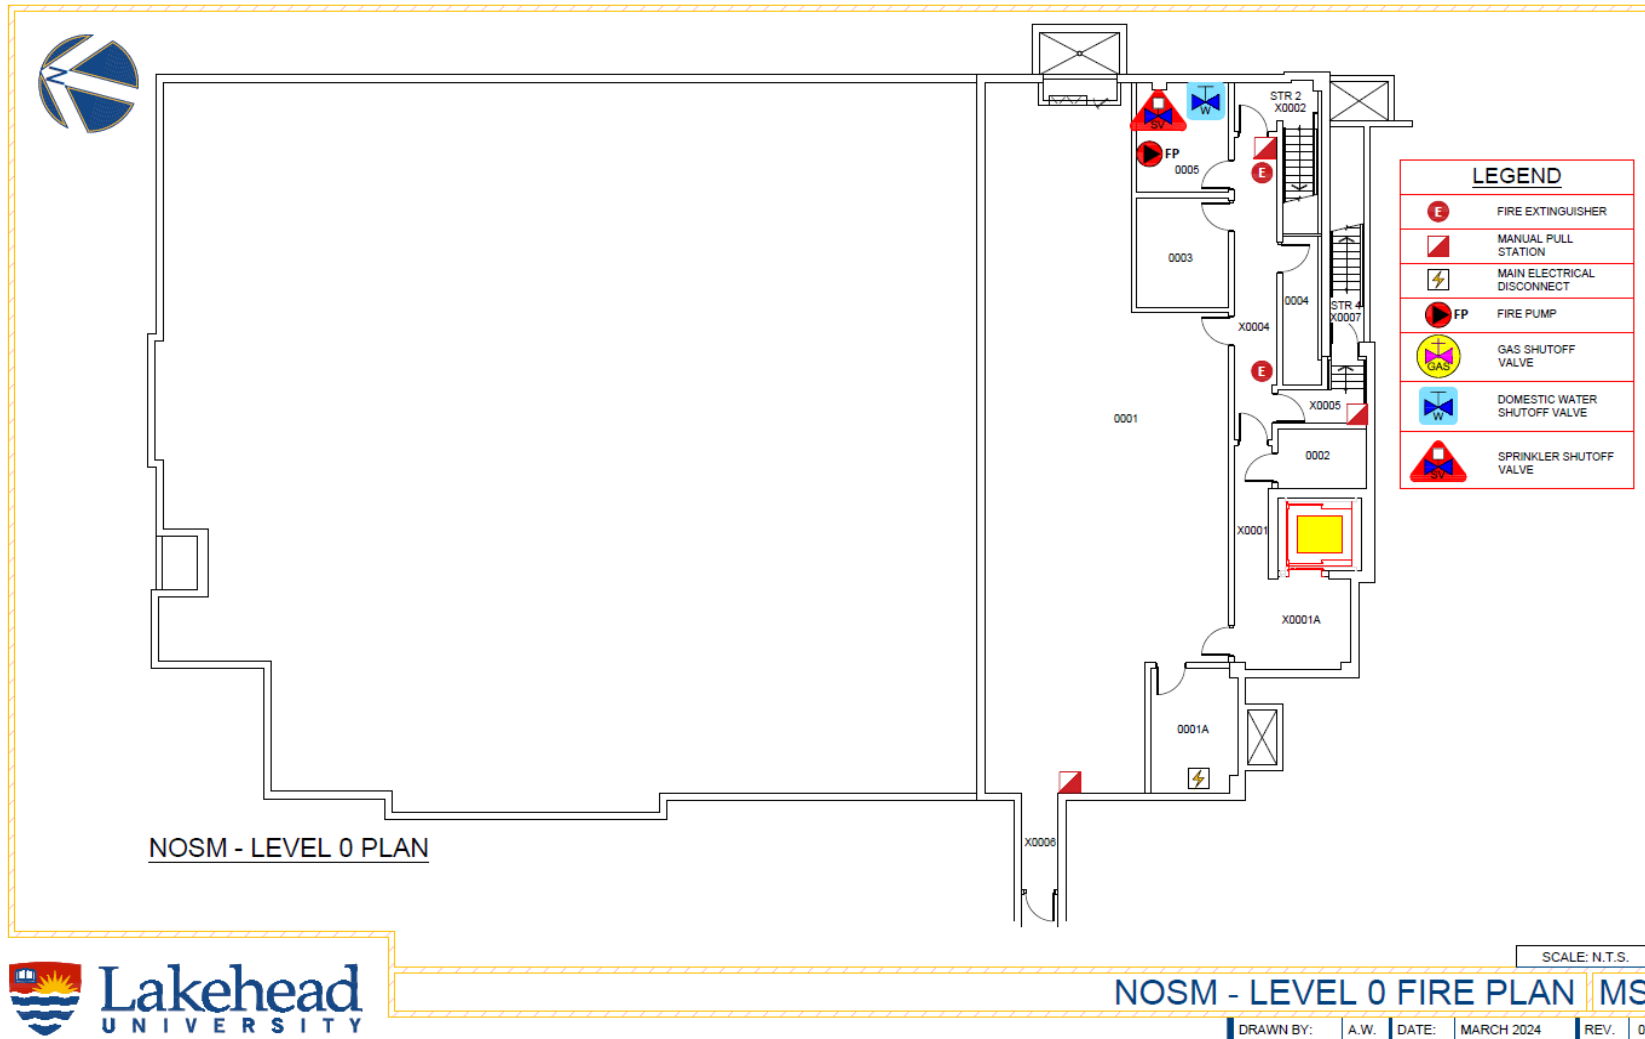 N
STR 2
X0002
SV
W
FP
0005
E
0003
0004
STR 4
X0007
X0004
E
0001
X0005
0002
X0001
X0001A
0001A
X0006
LEGEND
E
FIRE EXTINGUISHER
MANUAL PULL
STATION
MAIN ELECTRICAL
DISCONNECT
FP
FIRE PUMP
GAS
GAS SHUTOFF
VALVE
W
DOMESTIC WATER
SHUTOFF VALVE
SV
SPRINKLER SHUTOFF
VALVE
NOSM - LEVEL 0 PLAN
SCALE: N.T.S.
Lakehead
UNIVERSITY
NOSM - LEVEL 0 FIRE PLAN
MS
DRAWN BY: A.W. DATE: MARCH 2024 REV. 0